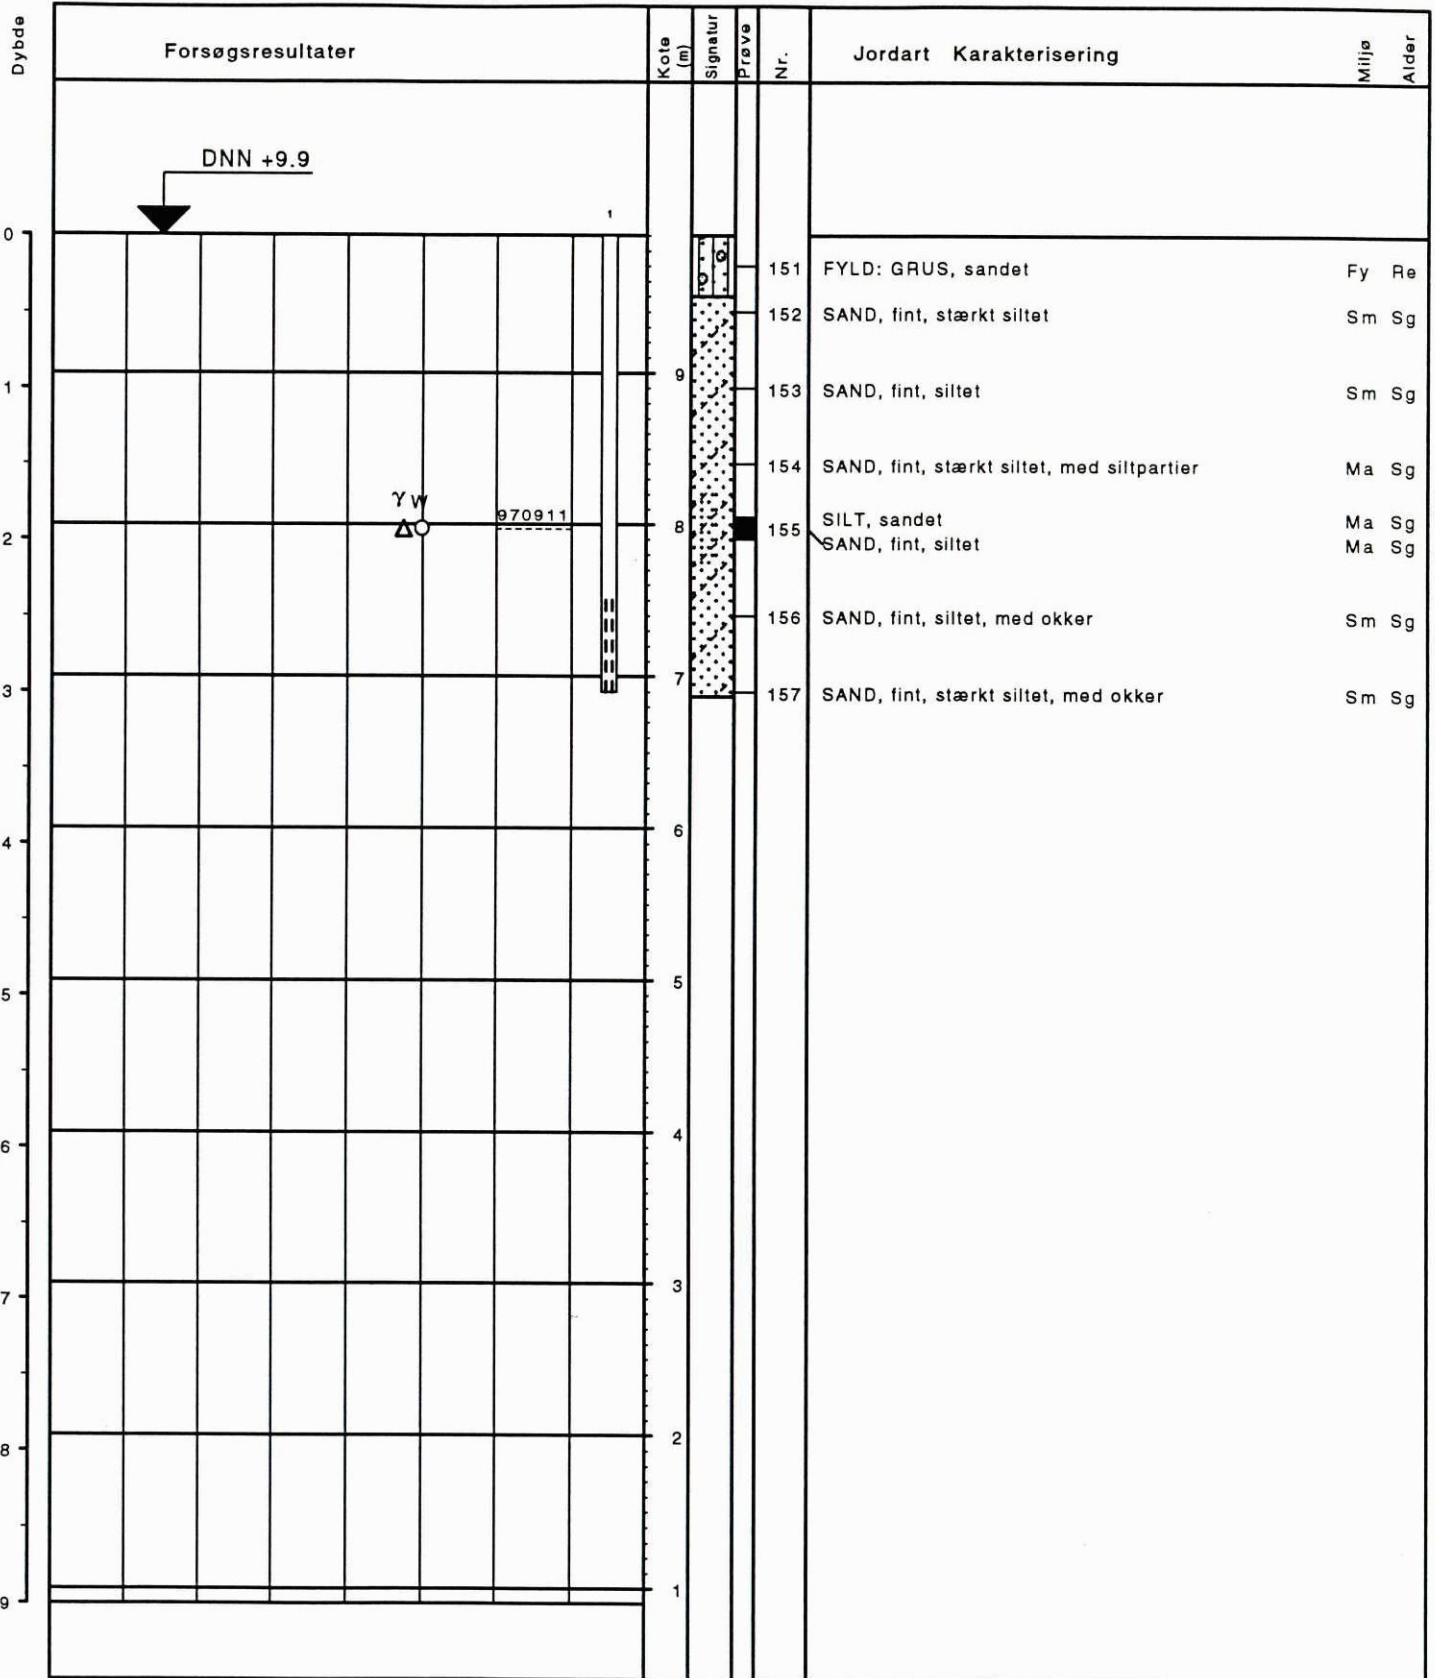 Dybde
Forsøgsresultater
Kote (m)
Signatur
Prøve
Nr.
Jordart Karakterisering
Miljø
Alder
DNN +9.9
1
0
151 FYLD: GRUS, sandet Fy Re
152 SAND, fint, stærkt siltet Sm Sg
9
1
153 SAND, fint, siltet Sm Sg
154 SAND, fint, stærkt siltet, med siltpartier Ma Sg
γ W
970911
8
2
155 SILT, sandet Ma Sg
SAND, fint, siltet Ma Sg
156 SAND, fint, siltet, med okker Sm Sg
7
3
157 SAND, fint, stærkt siltet, med okker Sm Sg
6
4
5
5
4
6
3
7
2
8
1
9